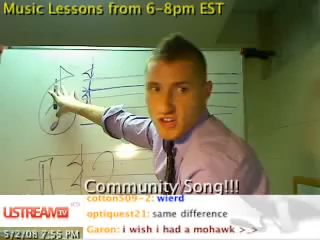 Music Lessons from 6-8pm EST
Community Song!!!
cotton509-2: wierd
optiquest21: same difference
Garon: i wish i had a mohawk >_>
USTREAM TV
5/2/08 7:55 PM